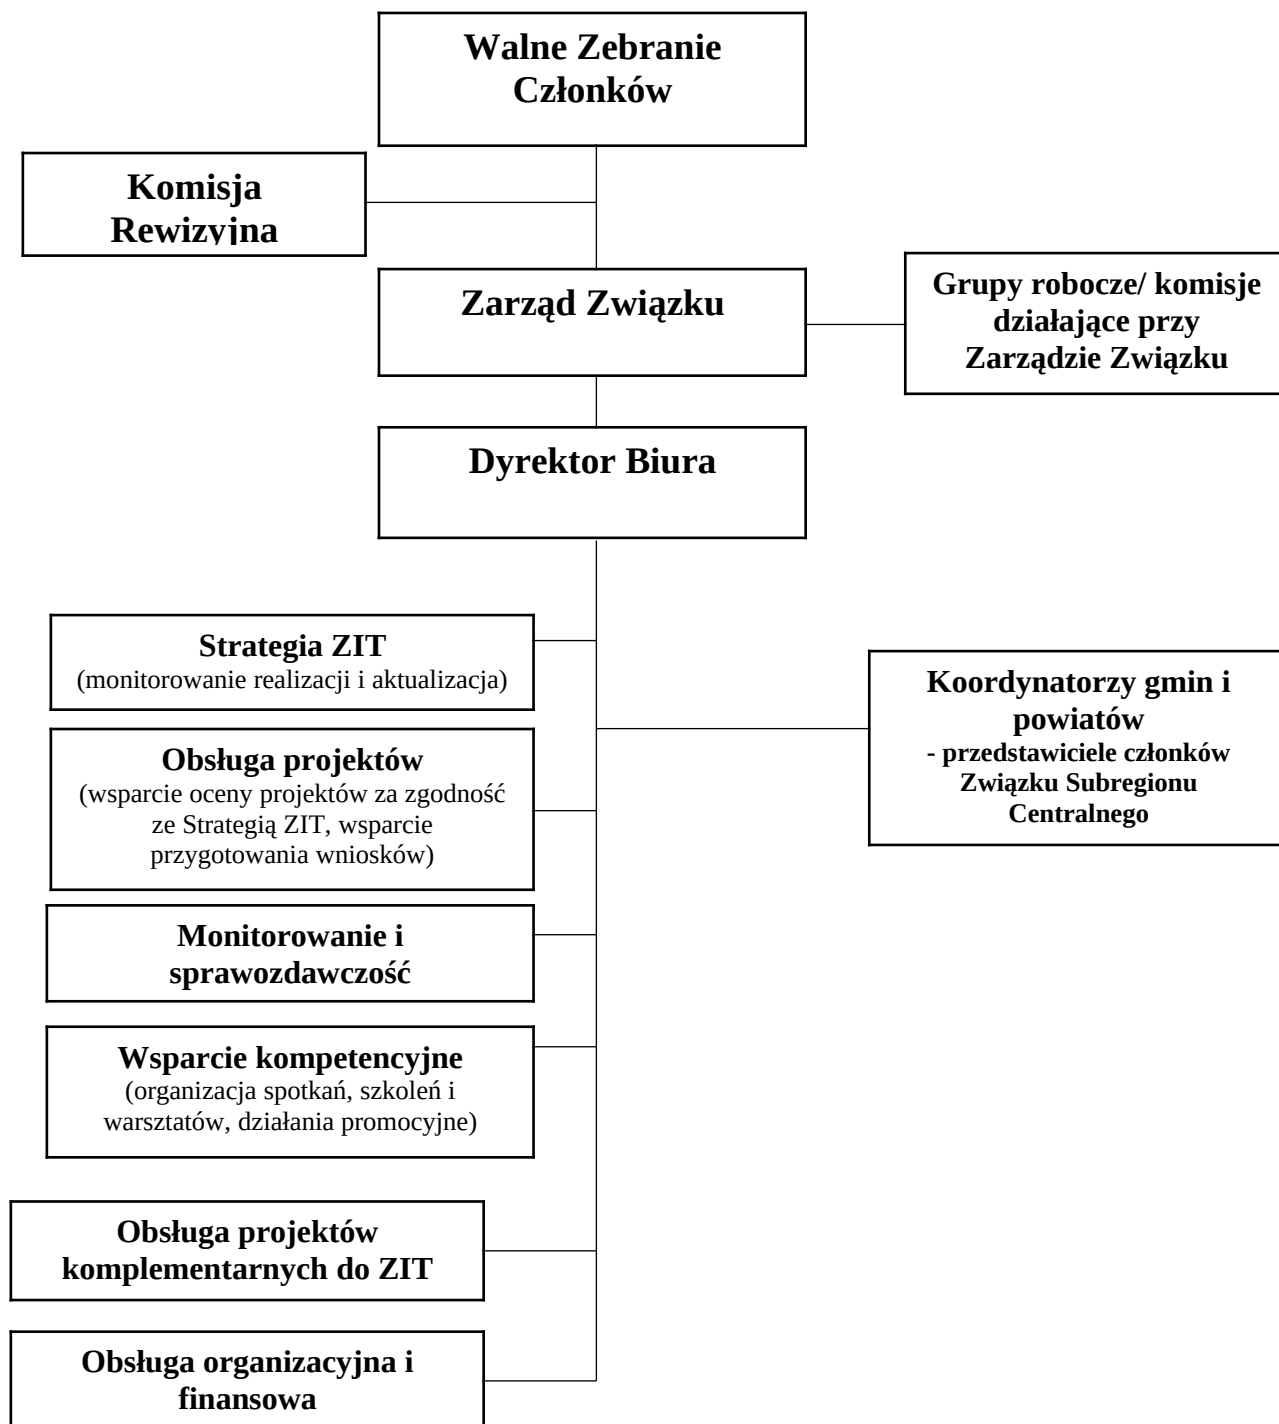 Walne Zebranie
Członków
Komisja
Rewizyjna
Zarząd Związku
Grupy robocze/ komisje
działające przy
Zarządzie Związku
Dyrektor Biura
Strategia ZIT
(monitorowanie realizacji i aktualizacja)
Koordynatorzy gmin i
powiatów
- przedstawiciele członków
Związku Subregionu
Centralnego
Obsługa projektów
(wsparcie oceny projektów za zgodność
ze Strategią ZIT, wsparcie
przygotowania wniosków)
Monitorowanie i
sprawozdawczość
Wsparcie kompetencyjne
(organizacja spotkań, szkoleń i
warsztatów, działania promocyjne)
Obsługa projektów
komplementarnych do ZIT
Obsługa organizacyjna i
finansowa